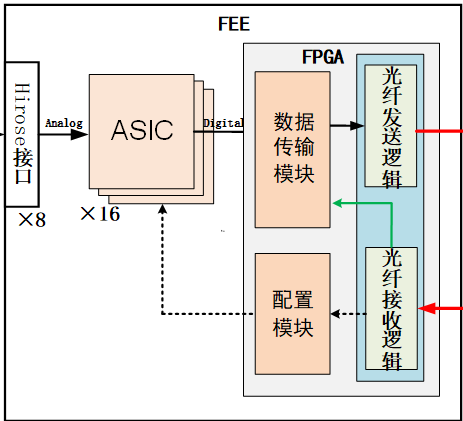 FEE
FPGA
Hirose接口
×8
Analog
ASIC
×16
Digital
数据
传输
模块
光纤发送逻辑
配置
模块
光纤接收逻辑